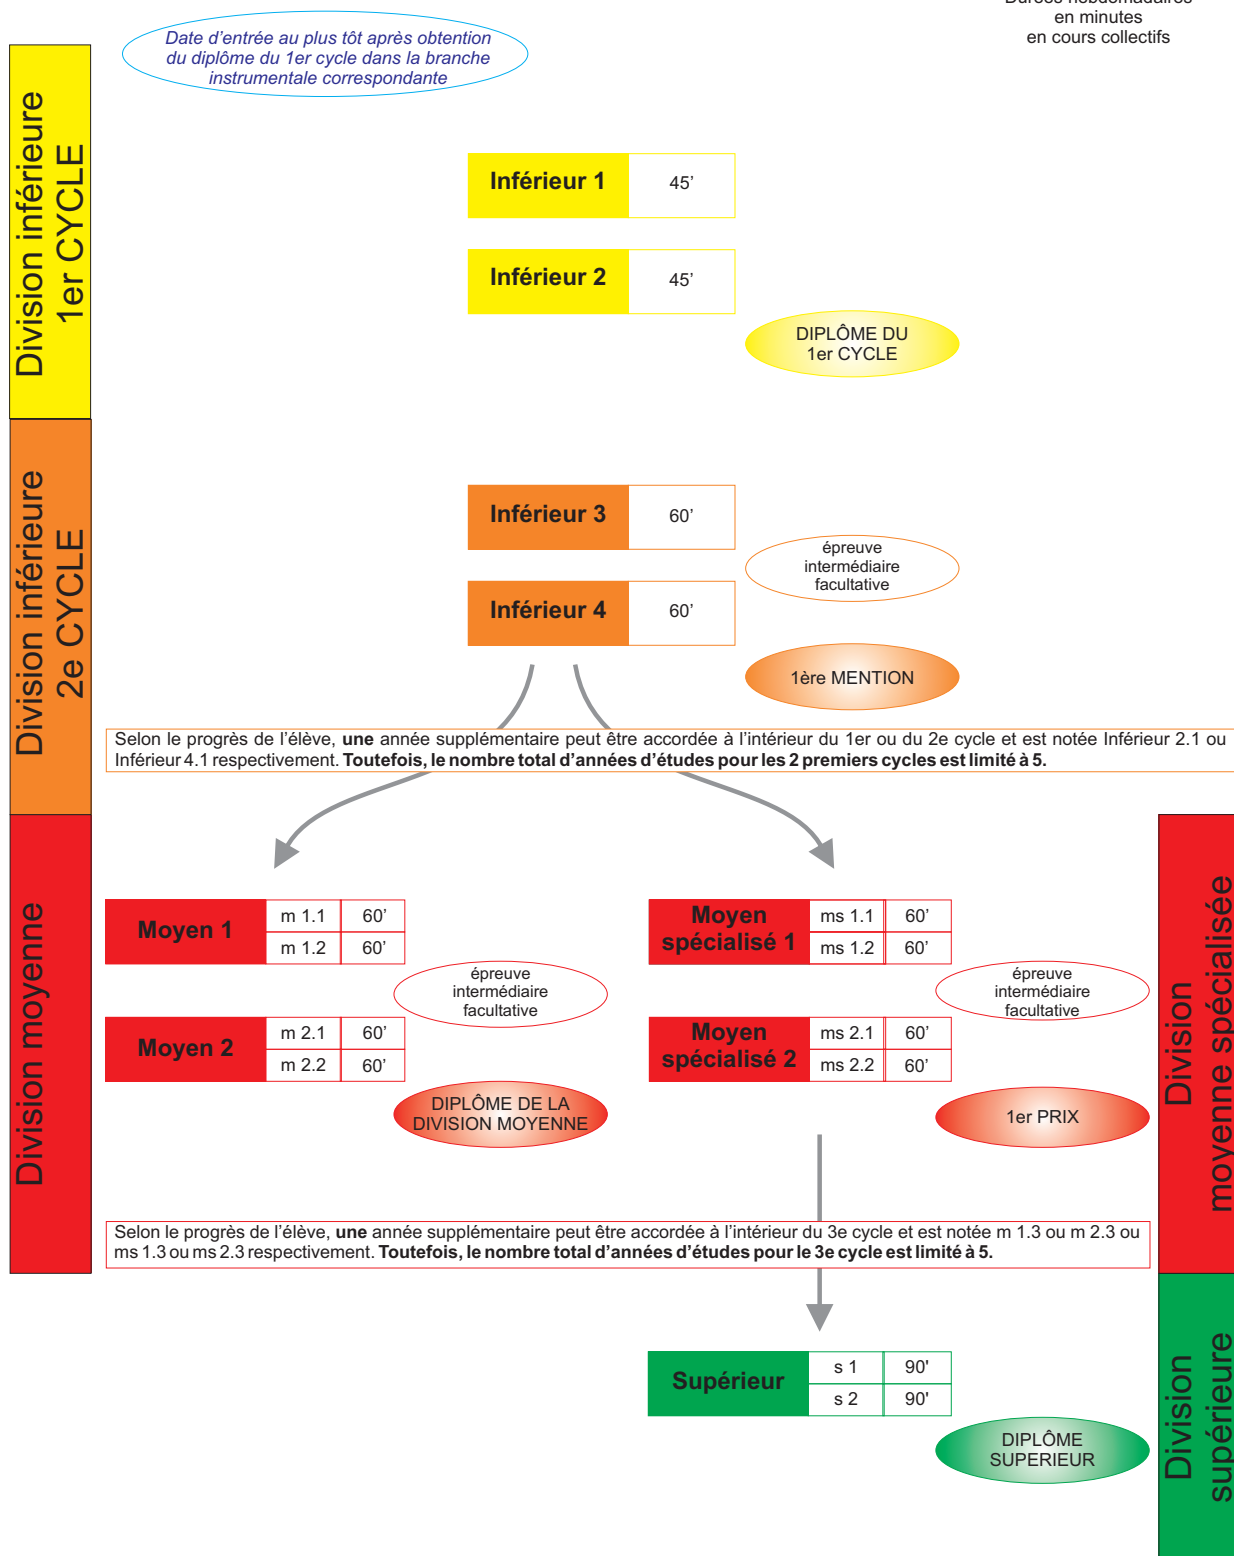 Durées hebdomadaires
en minutes
en cours collectifs
Date d’entrée au plus tôt après obtention
du diplôme du 1er cycle dans la branche
instrumentale correspondante
Division inférieure
1er CYCLE
Inférieur 1
45’
Inférieur 2
45’
DIPLÔME DU
1er CYCLE
Division inférieure
2e CYCLE
Inférieur 3
60’
épreuve
intermédiaire
facultative
Inférieur 4
60’
1ère MENTION
Selon le progrès de l’élève, une année supplémentaire peut être accordée à l’intérieur du 1er ou du 2e cycle et est notée Inférieur 2.1 ou
Inférieur 4.1 respectivement. Toutefois, le nombre total d’années d’études pour les 2 premiers cycles est limité à 5.
Division moyenne
Moyen 1
m 1.1
60’
m 1.2
60’
épreuve
intermédiaire
facultative
Moyen 2
m 2.1
60’
m 2.2
60’
DIPLÔME DE LA
DIVISION MOYENNE
Moyen
spécialisé 1
ms 1.1
60’
ms 1.2
60’
épreuve
intermédiaire
facultative
Moyen
spécialisé 2
ms 2.1
60’
ms 2.2
60’
1er PRIX
Division
moyenne spécialisée
Selon le progrès de l’élève, une année supplémentaire peut être accordée à l’intérieur du 3e cycle et est notée m 1.3 ou m 2.3 ou
ms 1.3 ou ms 2.3 respectivement. Toutefois, le nombre total d’années d’études pour le 3e cycle est limité à 5.
Supérieur
s 1
90'
s 2
90'
DIPLÔME
SUPERIEUR
Division
supérieure